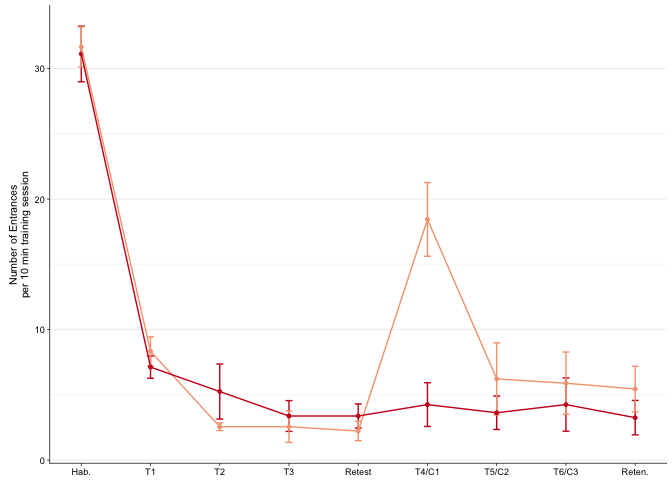 Number of Entrances
per 10 min training session
30
20
10
0
Hab. T1 T2 T3 Retest T4/C1 T5/C2 T6/C3 Reten.